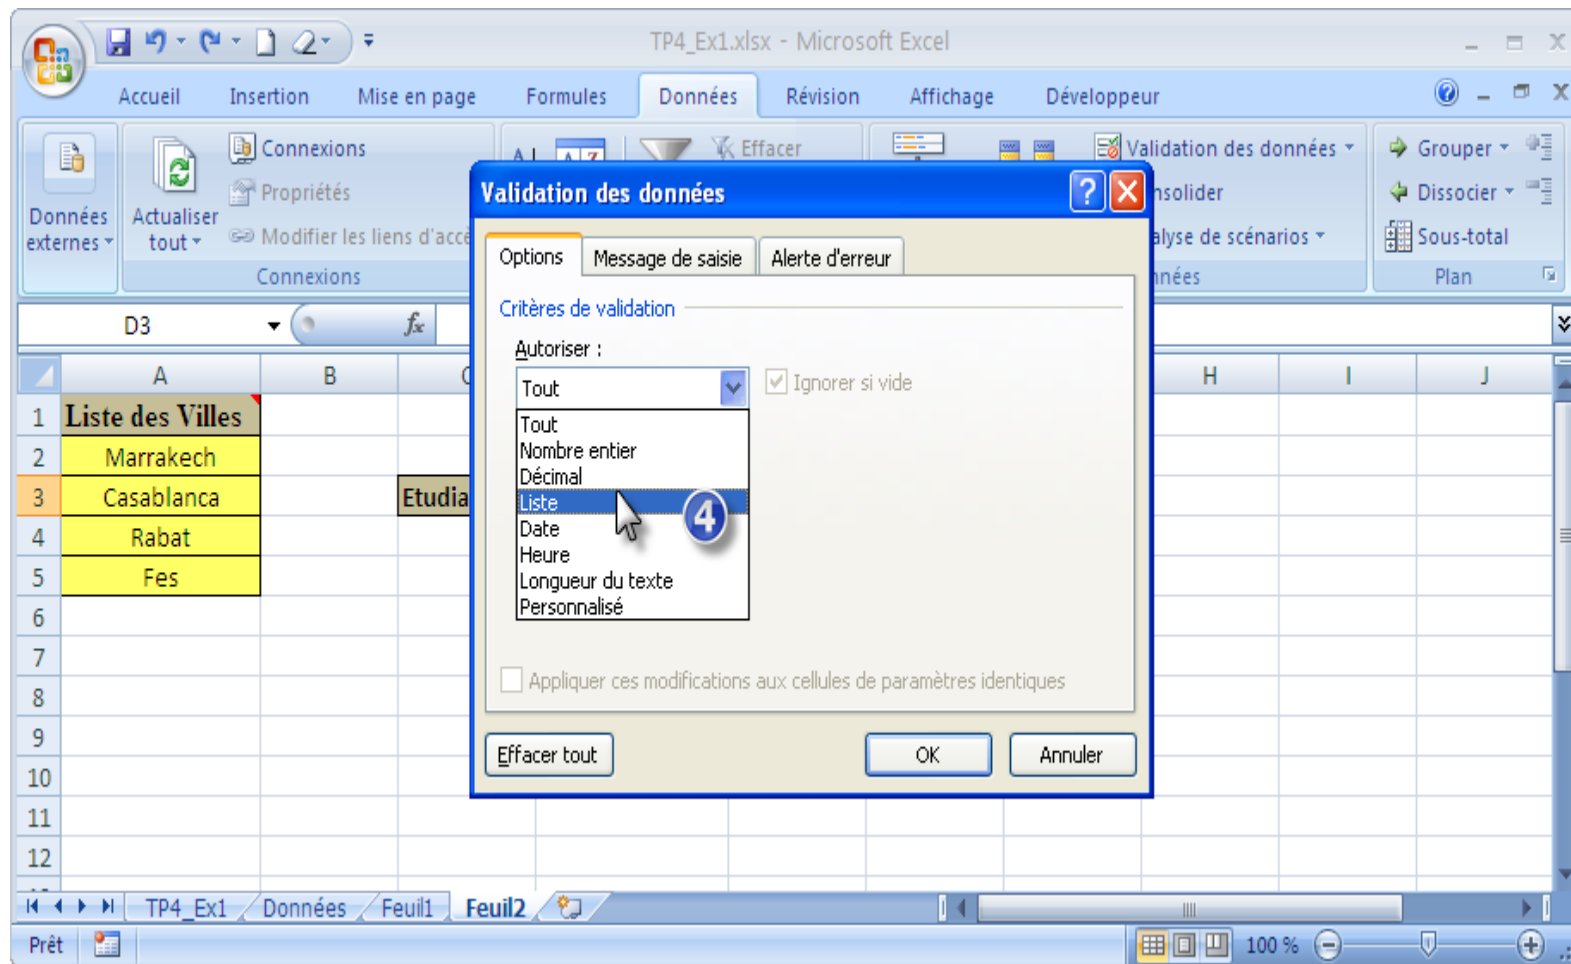 TP4_Ex1.xlsx - Microsoft Excel
Accueil Insertion Mise en page Formules Données Révision Affichage Développeur
Données externes
Actualiser tout
Connexions
Propriétés
Modifier les liens d'accè
Connexions
A Z
Effacer
Validation des données
nsolider
alyse de scénarios
nnées
Grouper
Dissocier
Sous-total
Plan
D3 fx
A B C H I J
1 Liste des Villes
2 Marrakech
3 Casablanca Etudia
4 Rabat
5 Fes
6
7
8
9
10
11
12
Validation des données
Options Message de saisie Alerte d'erreur
Critères de validation
Autoriser :
Tout Ignorer si vide
Tout
Nombre entier
Décimal
Liste 4
Date
Heure
Longueur du texte
Personnalisé
Appliquer ces modifications aux cellules de paramètres identiques
Effacer tout OK Annuler
TP4_Ex1 Données Feuil1 Feuil2
Prêt 100 %